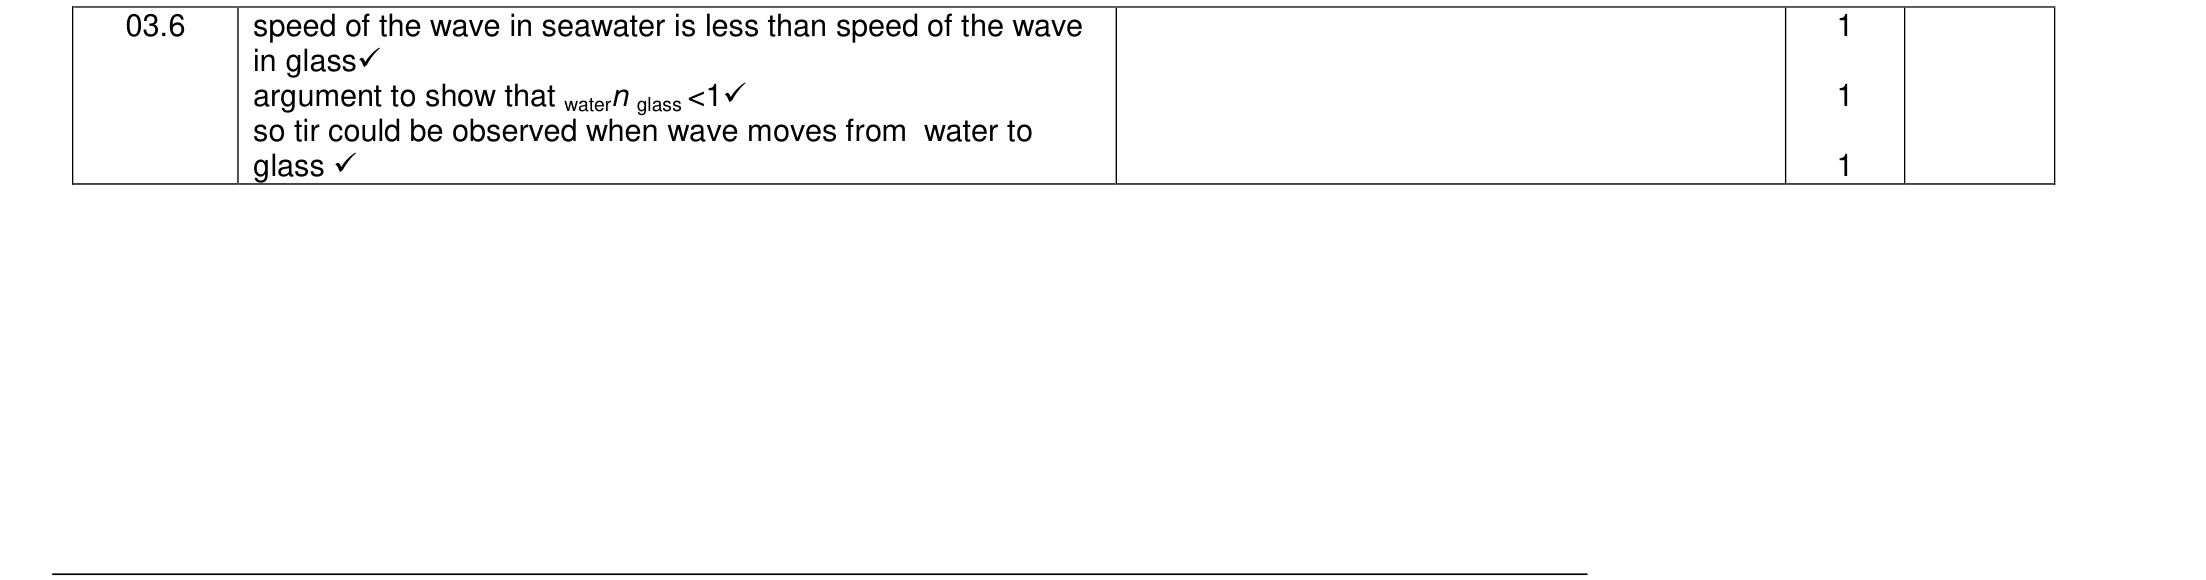 03.6 speed of the wave in seawater is less than speed of the wave 1
in glass✓
argument to show that watern glass <1✓ 1
so tir could be observed when wave moves from  water to
glass ✓ 1